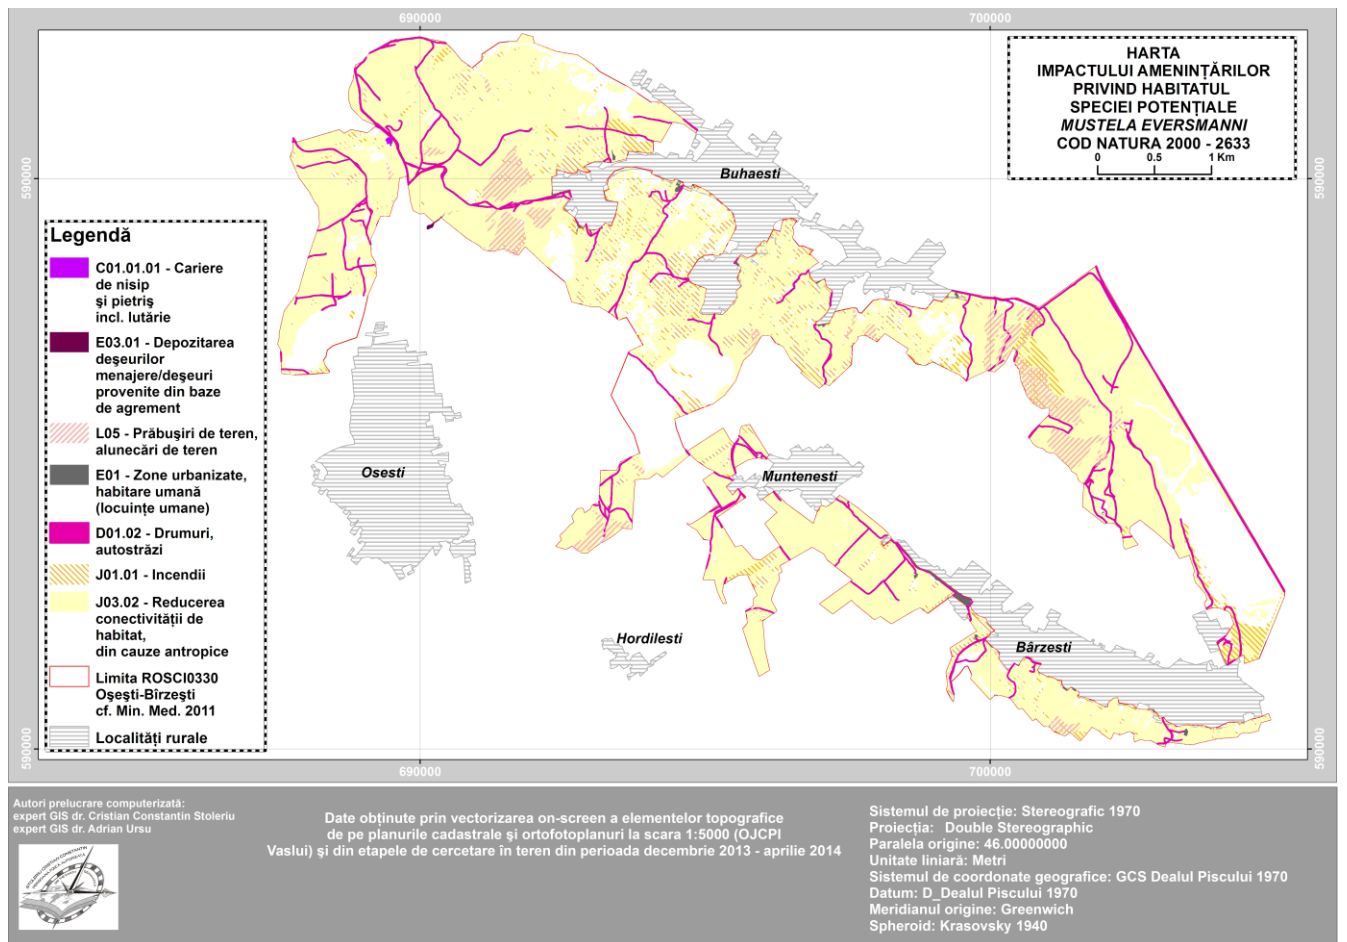 690000
700000
HARTA
IMPACTULUI AMENINȚĂRILOR
PRIVIND HABITATUL
SPECIEI POTENȚIALE
MUSTELA EVERSMANNI
COD NATURA 2000 - 2633
0 0.5 1 Km
590000
590000
Buhaesti
Legendă
C01.01.01 - Cariere
de nisip
și pietriș
incl. lutărie
E03.01 - Depozitarea
deșeurilor
menajere/deșeuri
provenite din baze
de agrement
L05 - Prăbușiri de teren,
alunecări de teren
E01 - Zone urbanizate,
habitare umană
(locuințe umane)
D01.02 - Drumuri,
autostrăzi
J01.01 - Incendii
J03.02 - Reducerea
conectivității de
habitat,
din cauze antropice
Limita ROSCI0330
Oșești-Bîrzești
cf. Min. Med. 2011
Localități rurale
Osesti
Muntenesti
Hordilesti
Bârzesti
590000
590000
690000
700000
Autori prelucrare computerizată:
expert GIS dr. Cristian Constantin Stoleriu
expert GIS dr. Adrian Ursu
Date obținute prin vectorizarea on-screen a elementelor topografice
de pe planurile cadastrale și ortofotoplanuri la scara 1:5000 (OJCPI
Vaslui) și din etapele de cercetare în teren din perioada decembrie 2013 - aprilie 2014
Sistemul de proiecție: Stereografic 1970
Proiecția: Double Stereographic
Paralela origine: 46.00000000
Unitate liniară: Metri
Sistemul de coordonate geografice: GCS Dealul Piscului 1970
Datum: D_Dealul Piscului 1970
Meridianul origine: Greenwich
Spheroid: Krasovsky 1940